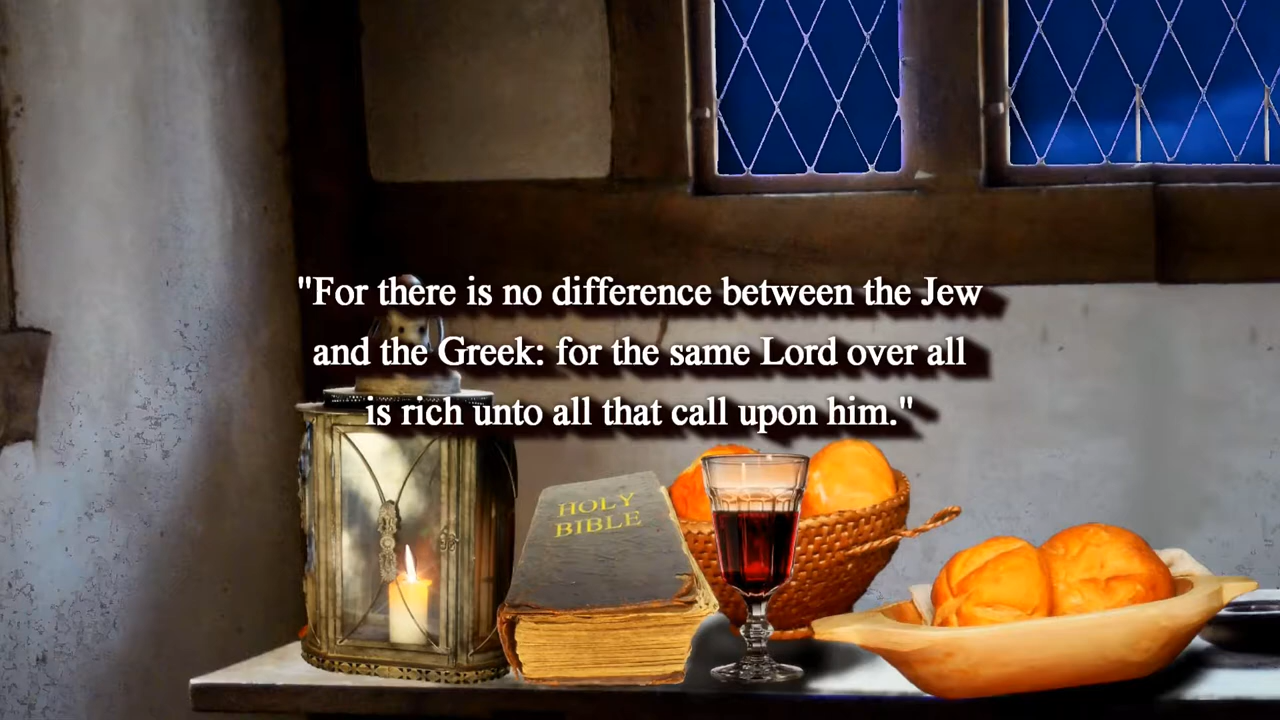 "For there is no difference between the Jew
and the Greek: for the same Lord over all
is rich unto all that call upon him."
HOLY
BIBLE